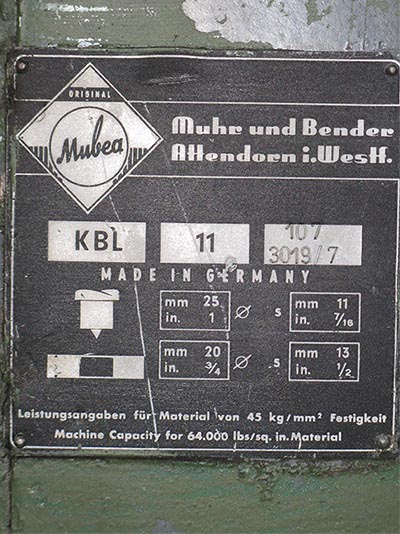 ORIGINAL
Mubea
Muhr und Bender
Attendorn i. Westf.
KBL 11 107
3019/7
MADE IN GERMANY
mm 25 ø s mm 11
in. 1 in. 7/16
mm 20 ø s mm 13
in. 3/4 in. 1/2
Leistungsangaben für Material von 45 kg/mm² Festigkeit
Machine Capacity for 64.000 lbs/sq. in. Material